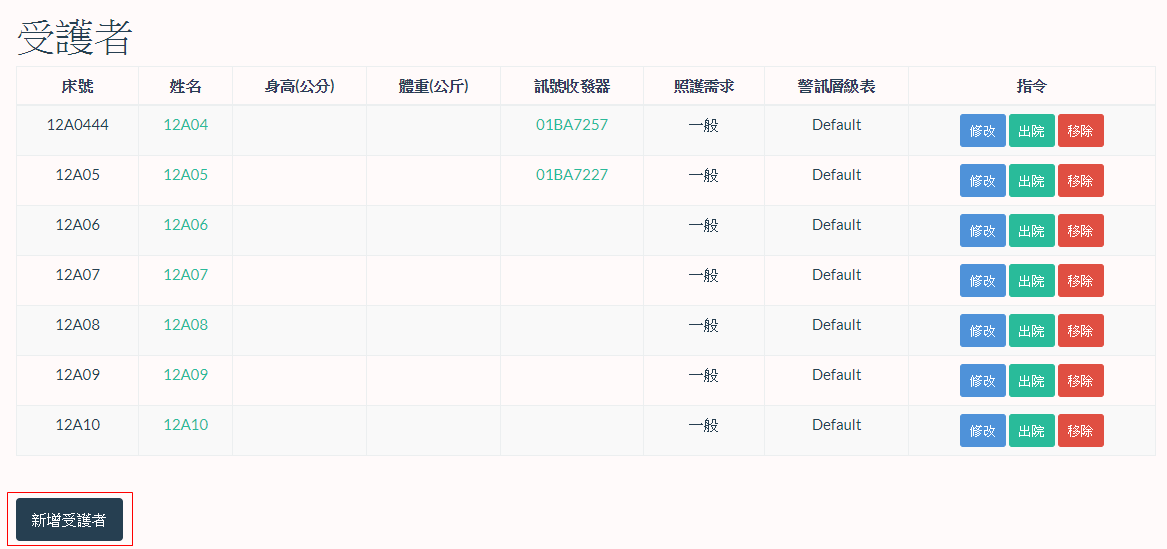 受護者
床號 姓名 身高(公分) 體重(公斤) 訊號收發器 照護需求 警訊層級表 指令
12A0444 12A04 01BA7257 一般 Default 修改 出院 移除
12A05 12A05 01BA7227 一般 Default 修改 出院 移除
12A06 12A06 一般 Default 修改 出院 移除
12A07 12A07 一般 Default 修改 出院 移除
12A08 12A08 一般 Default 修改 出院 移除
12A09 12A09 一般 Default 修改 出院 移除
12A10 12A10 一般 Default 修改 出院 移除
新增受護者